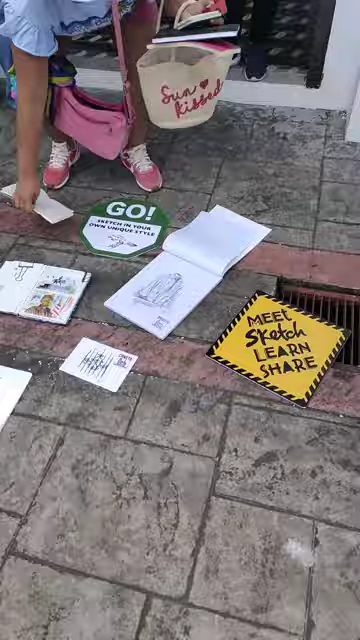 Sun
kissed
GO!
SKETCH IN YOUR
OWN UNIQUE STYLE
MEET
Sketch
LEARN
SHARE